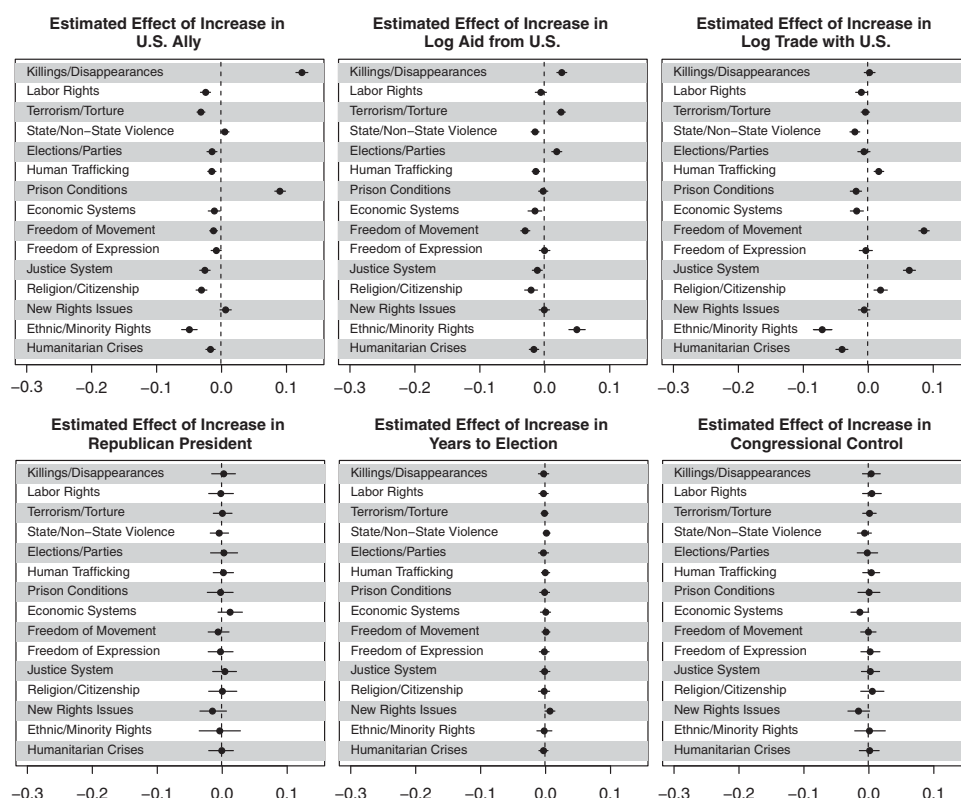 Estimated Effect of Increase in
U.S. Ally
Killings/Disappearances
Labor Rights
Terrorism/Torture
State/Non−State Violence
Elections/Parties
Human Trafficking
Prison Conditions
Economic Systems
Freedom of Movement
Freedom of Expression
Justice System
Religion/Citizenship
New Rights Issues
Ethnic/Minority Rights
Humanitarian Crises
−0.3 −0.2 −0.1 0.0 0.1
Estimated Effect of Increase in
Log Aid from U.S.
Killings/Disappearances
Labor Rights
Terrorism/Torture
State/Non−State Violence
Elections/Parties
Human Trafficking
Prison Conditions
Economic Systems
Freedom of Movement
Freedom of Expression
Justice System
Religion/Citizenship
New Rights Issues
Ethnic/Minority Rights
Humanitarian Crises
−0.3 −0.2 −0.1 0.0 0.1
Estimated Effect of Increase in
Log Trade with U.S.
Killings/Disappearances
Labor Rights
Terrorism/Torture
State/Non−State Violence
Elections/Parties
Human Trafficking
Prison Conditions
Economic Systems
Freedom of Movement
Freedom of Expression
Justice System
Religion/Citizenship
New Rights Issues
Ethnic/Minority Rights
Humanitarian Crises
−0.3 −0.2 −0.1 0.0 0.1
Estimated Effect of Increase in
Republican President
Killings/Disappearances
Labor Rights
Terrorism/Torture
State/Non−State Violence
Elections/Parties
Human Trafficking
Prison Conditions
Economic Systems
Freedom of Movement
Freedom of Expression
Justice System
Religion/Citizenship
New Rights Issues
Ethnic/Minority Rights
Humanitarian Crises
−0.3 −0.2 −0.1 0.0 0.1
Estimated Effect of Increase in
Years to Election
Killings/Disappearances
Labor Rights
Terrorism/Torture
State/Non−State Violence
Elections/Parties
Human Trafficking
Prison Conditions
Economic Systems
Freedom of Movement
Freedom of Expression
Justice System
Religion/Citizenship
New Rights Issues
Ethnic/Minority Rights
Humanitarian Crises
−0.3 −0.2 −0.1 0.0 0.1
Estimated Effect of Increase in
Congressional Control
Killings/Disappearances
Labor Rights
Terrorism/Torture
State/Non−State Violence
Elections/Parties
Human Trafficking
Prison Conditions
Economic Systems
Freedom of Movement
Freedom of Expression
Justice System
Religion/Citizenship
New Rights Issues
Ethnic/Minority Rights
Humanitarian Crises
−0.3 −0.2 −0.1 0.0 0.1